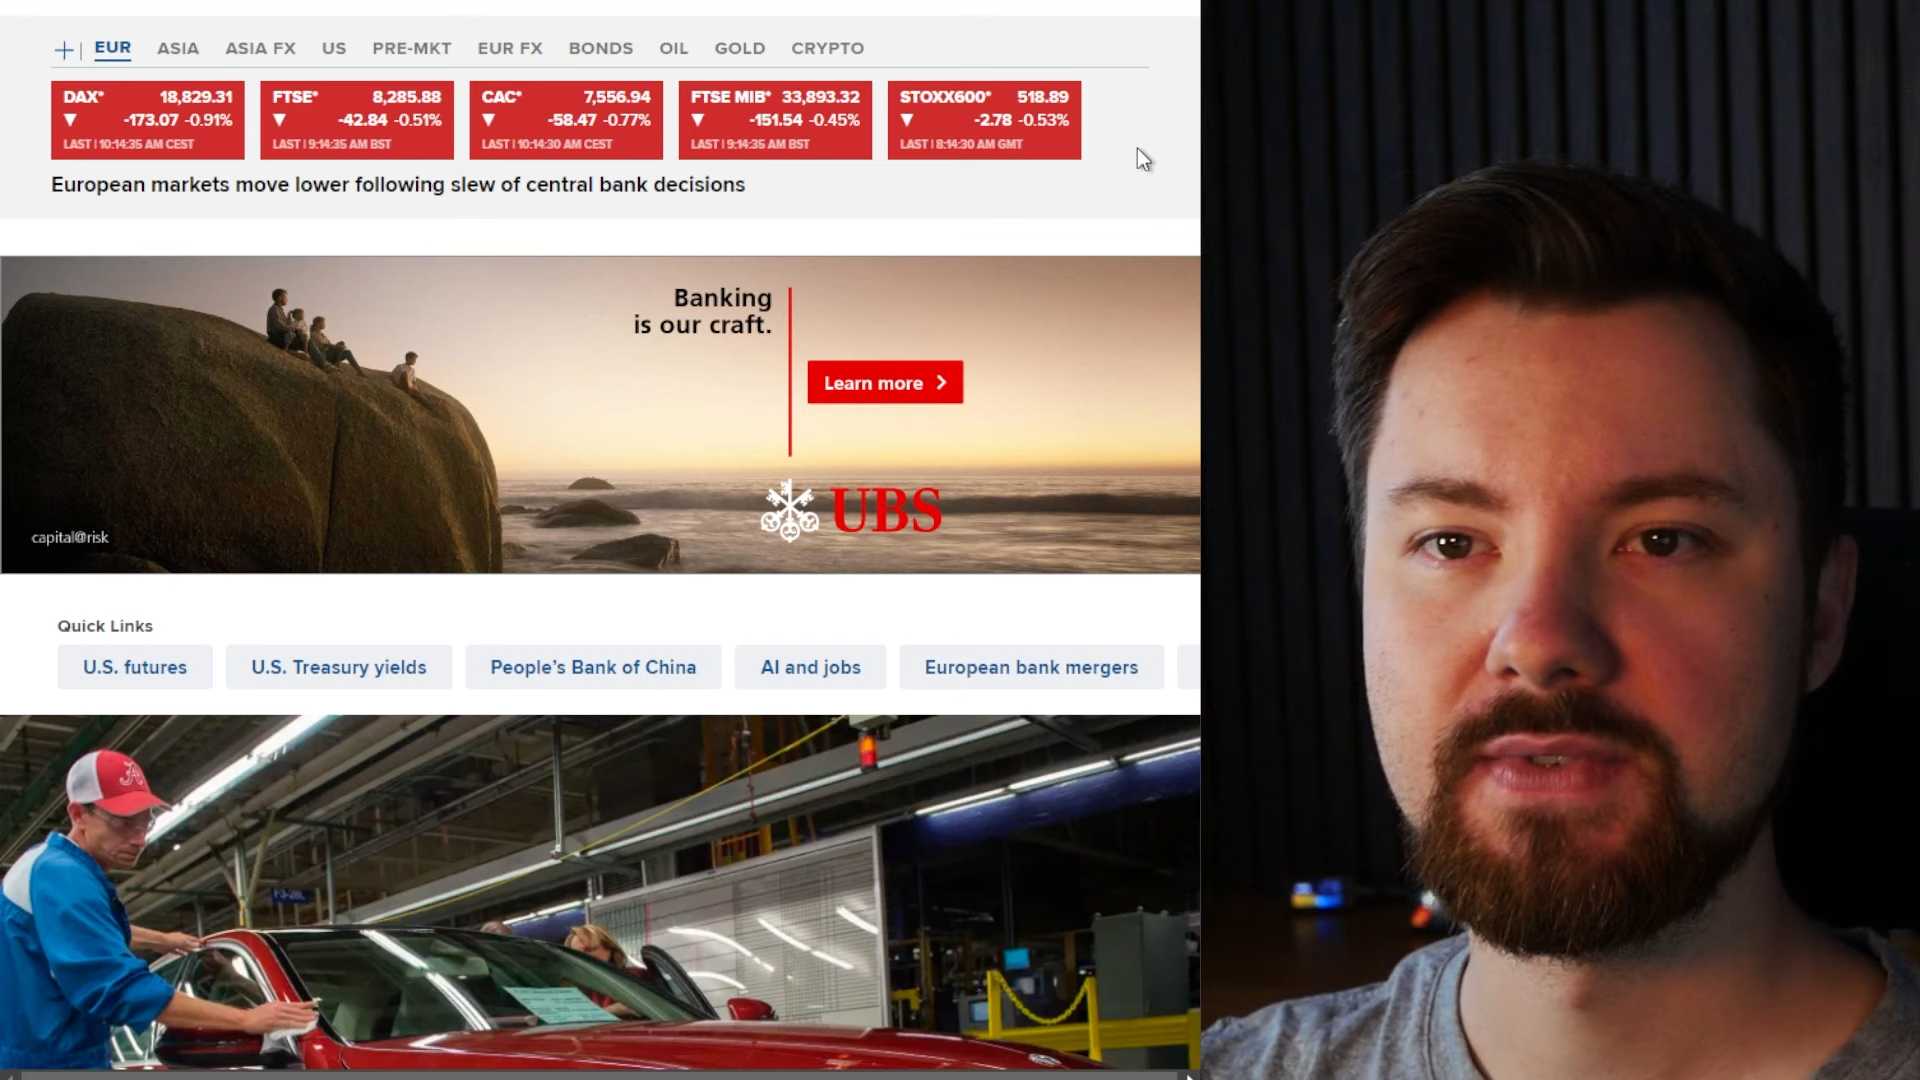 EUR ASIA ASIA FX US PRE-MKT EUR FX BONDS OIL GOLD CRYPTO
DAX* 18,829.31
-173.07 -0.91%
LAST | 10:14:35 AM CEST
FTSE* 8,285.88
-42.84 -0.51%
LAST | 9:14:35 AM BST
CAC* 7,556.94
-58.47 -0.77%
LAST | 10:14:30 AM CEST
FTSE MIB* 33,893.32
-151.54 -0.45%
LAST | 9:14:35 AM BST
STOXX600* 518.89
-2.78 -0.53%
LAST | 8:14:30 AM GMT
European markets move lower following slew of central bank decisions
Banking
is our craft.
Learn more
UBS
capital@risk
Quick Links
U.S. futures
U.S. Treasury yields
People's Bank of China
AI and jobs
European bank mergers